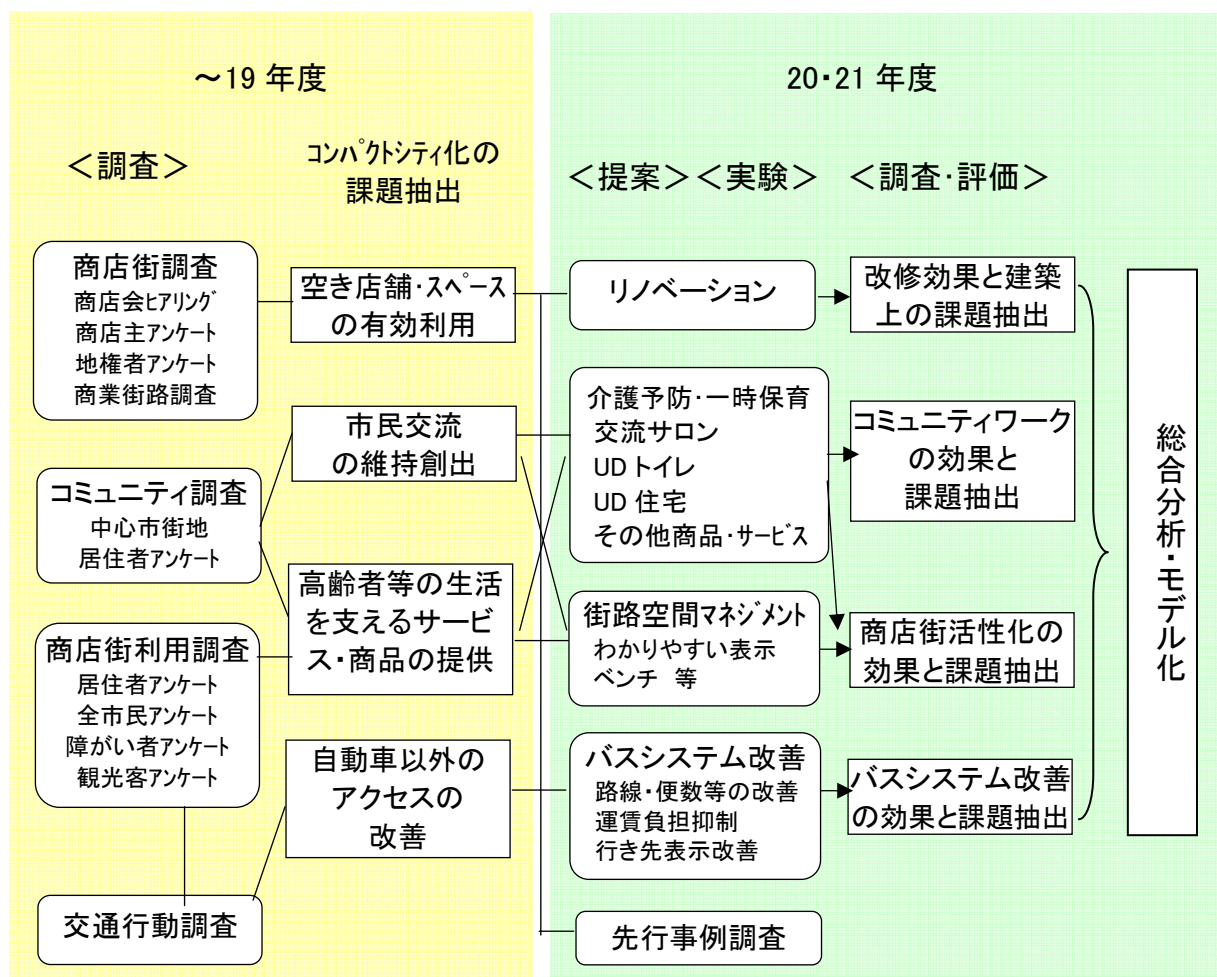 ～19 年度
＜調査＞
コンパクトシティ化の
課題抽出
商店街調査
商店会ヒアリング
商店主アンケート
地権者アンケート
商業街路調査
コミュニティ調査
中心市街地
居住者アンケート
商店街利用調査
居住者アンケート
全市民アンケート
障がい者アンケート
観光客アンケート
交通行動調査
空き店舗・スペース
の有効利用
市民交流
の維持創出
高齢者等の生活
を支えるサービ
ス・商品の提供
自動車以外の
アクセスの
改善
20・21 年度
＜提案＞＜実験＞
＜調査・評価＞
リノベーション
介護予防・一時保育
交流サロン
UD トイレ
UD 住宅
その他商品・サービス
街路空間マネジメント
わかりやすい表示
ベンチ 等
バスシステム改善
路線・便数等の改善
運賃負担抑制
行き先表示改善
先行事例調査
改修効果と建築
上の課題抽出
コミュニティワーク
の効果と
課題抽出
商店街活性化の
効果と課題抽出
バスシステム改善
の効果と課題抽出
総合分析・モデル化